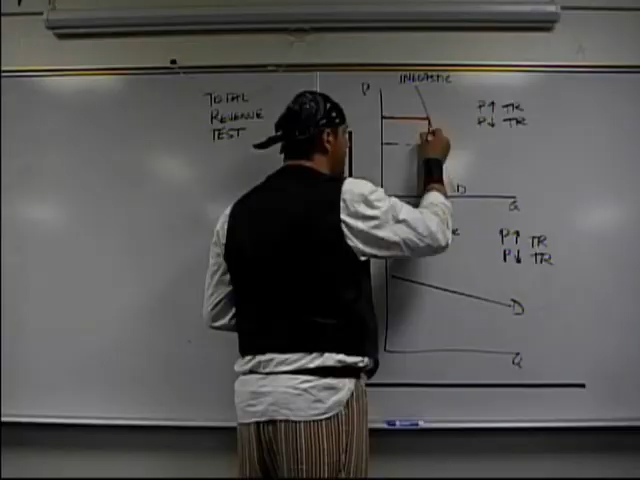 TOTAL
REVENUE
TEST
P
INELASTIC
P↑ TR
P↓ TR
D
Q
P↑ TR
P↓ TR
D
Q